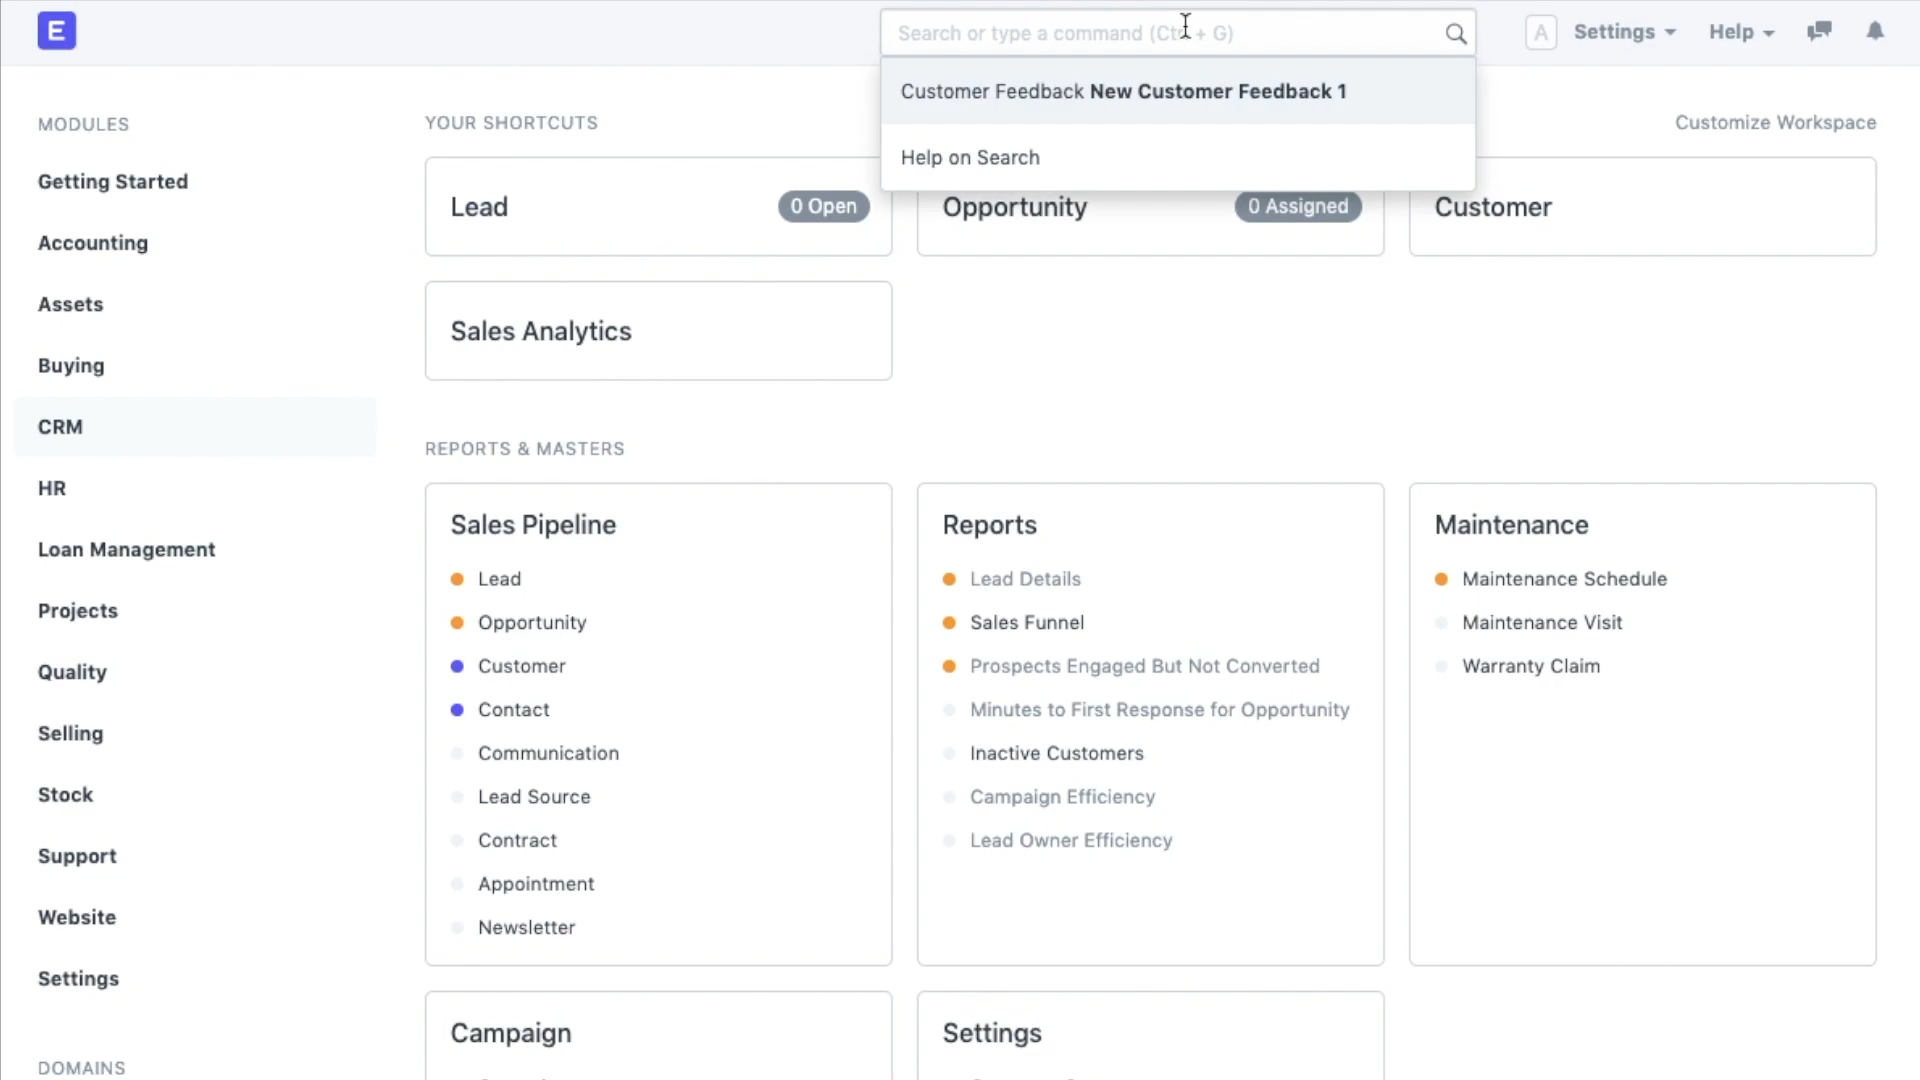 E
Search or type a command (Ctrl + G)
A
Settings
Help
Customer Feedback New Customer Feedback 1
Help on Search
MODULES
Getting Started
Accounting
Assets
Buying
CRM
HR
Loan Management
Projects
Quality
Selling
Stock
Support
Website
Settings
DOMAINS
YOUR SHORTCUTS
Customize Workspace
Lead
0 Open
Opportunity
0 Assigned
Customer
Sales Analytics
REPORTS & MASTERS
Sales Pipeline
Lead
Opportunity
Customer
Contact
Communication
Lead Source
Contract
Appointment
Newsletter
Reports
Lead Details
Sales Funnel
Prospects Engaged But Not Converted
Minutes to First Response for Opportunity
Inactive Customers
Campaign Efficiency
Lead Owner Efficiency
Maintenance
Maintenance Schedule
Maintenance Visit
Warranty Claim
Campaign
Settings